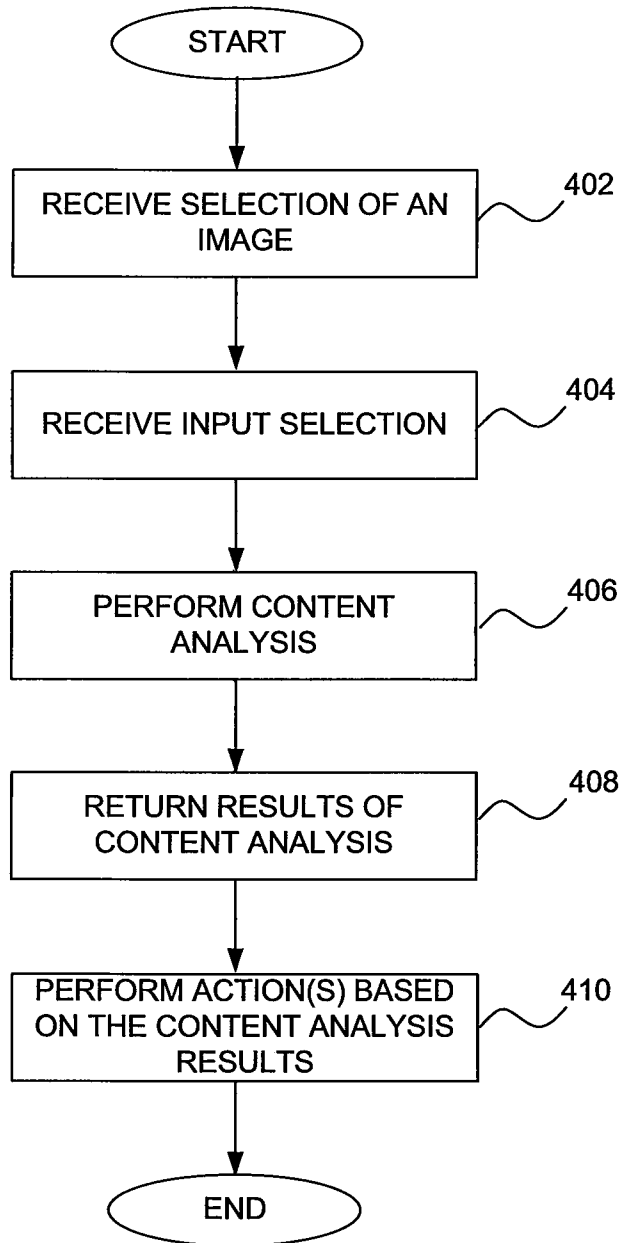 START
RECEIVE SELECTION OF AN
IMAGE
402
RECEIVE INPUT SELECTION
404
PERFORM CONTENT
ANALYSIS
406
RETURN RESULTS OF
CONTENT ANALYSIS
408
PERFORM ACTION(S) BASED
ON THE CONTENT ANALYSIS
RESULTS
410
END